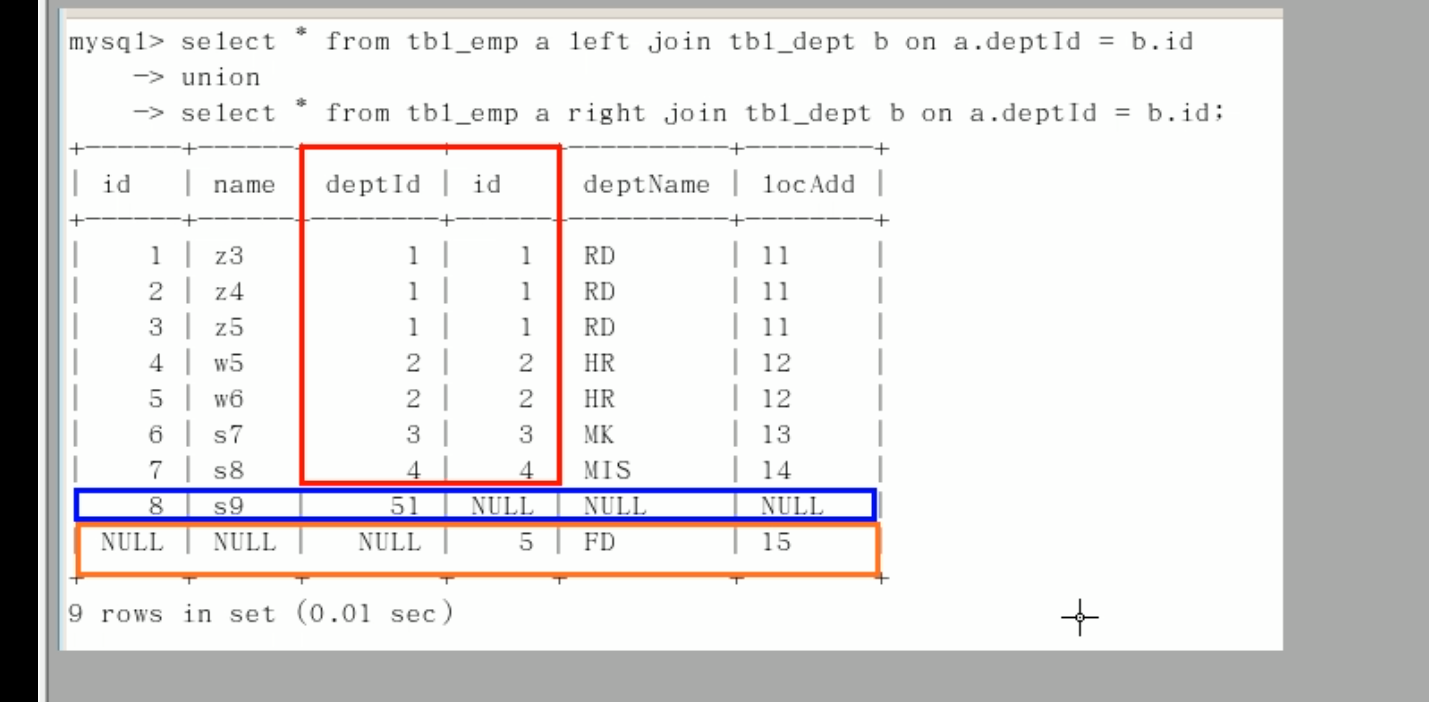 mysql> select * from tbl_emp a left join tbl_dept b on a.deptId = b.id
-> union
-> select * from tbl_emp a right join tbl_dept b on a.deptId = b.id;
+------+------+--------+------+----------+--------+
| id | name | deptId | id | deptName | locAdd |
+------+------+--------+------+----------+--------+
| 1 | z3 | 1 | 1 | RD | 11 |
| 2 | z4 | 1 | 1 | RD | 11 |
| 3 | z5 | 1 | 1 | RD | 11 |
| 4 | w5 | 2 | 2 | HR | 12 |
| 5 | w6 | 2 | 2 | HR | 12 |
| 6 | s7 | 3 | 3 | MK | 13 |
| 7 | s8 | 4 | 4 | MIS | 14 |
| 8 | s9 | 51 | NULL | NULL | NULL |
| NULL | NULL | NULL | 5 | FD | 15 |
+------+------+--------+------+----------+--------+
9 rows in set (0.01 sec)